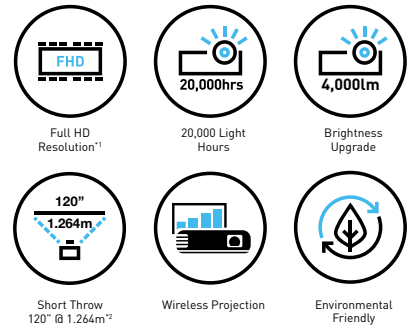 FHD
20,000hrs
4,000lm
Full HD
Resolution*1
20,000 Light
Hours
Brightness
Upgrade
120”
1.264m
Short Throw
120” @ 1.264m*2
Wireless Projection
Environmental
Friendly